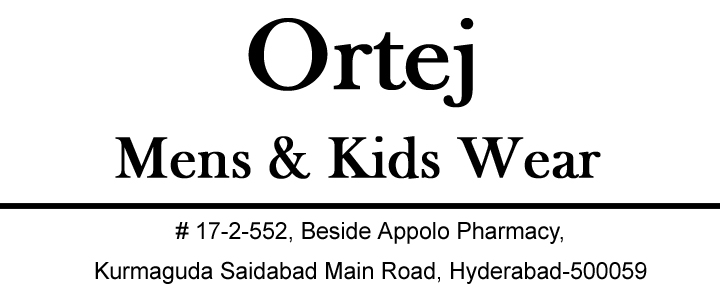 Ortej
Mens & Kids Wear
# 17-2-552, Beside Appolo Pharmacy,
Kurmaguda Saidabad Main Road, Hyderabad-500059